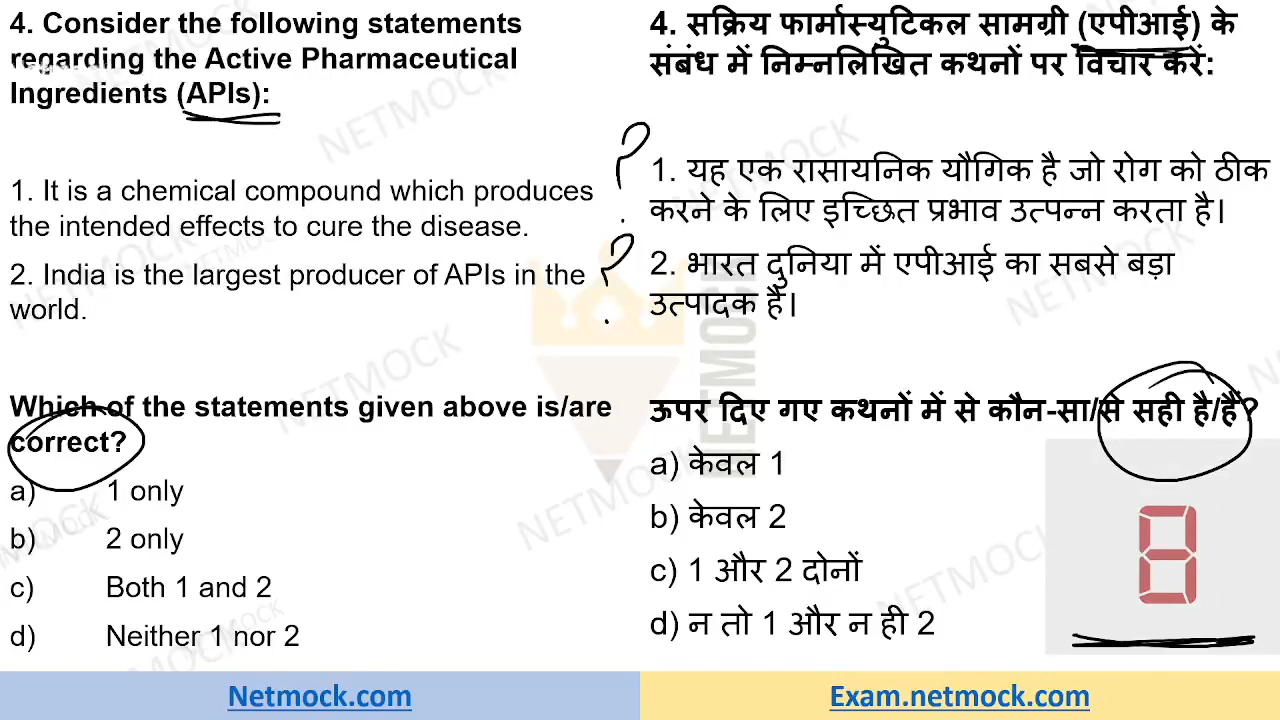 4. Consider the following statements
regarding the Active Pharmaceutical
Ingredients (APIs):
1. It is a chemical compound which produces
the intended effects to cure the disease.
2. India is the largest producer of APIs in the
world.
Which of the statements given above is/are
correct?
a) 1 only
b) 2 only
c) Both 1 and 2
d) Neither 1 nor 2
4. सक्रिय फार्मास्युटिकल सामग्री (एपीआई) के
संबंध में निम्नलिखित कथनों पर विचार करें:
1. यह एक रासायनिक यौगिक है जो रोग को ठीक
करने के लिए इच्छित प्रभाव उत्पन्न करता है।
2. भारत दुनिया में एपीआई का सबसे बड़ा
उत्पादक है।
ऊपर दिए गए कथनों में से कौन-सा/से सही है/हैं?
a) केवल 1
b) केवल 2
c) 1 और 2 दोनों
d) न तो 1 और न ही 2
?
?
8
NETMOCK
Netmock.com
Exam.netmock.com